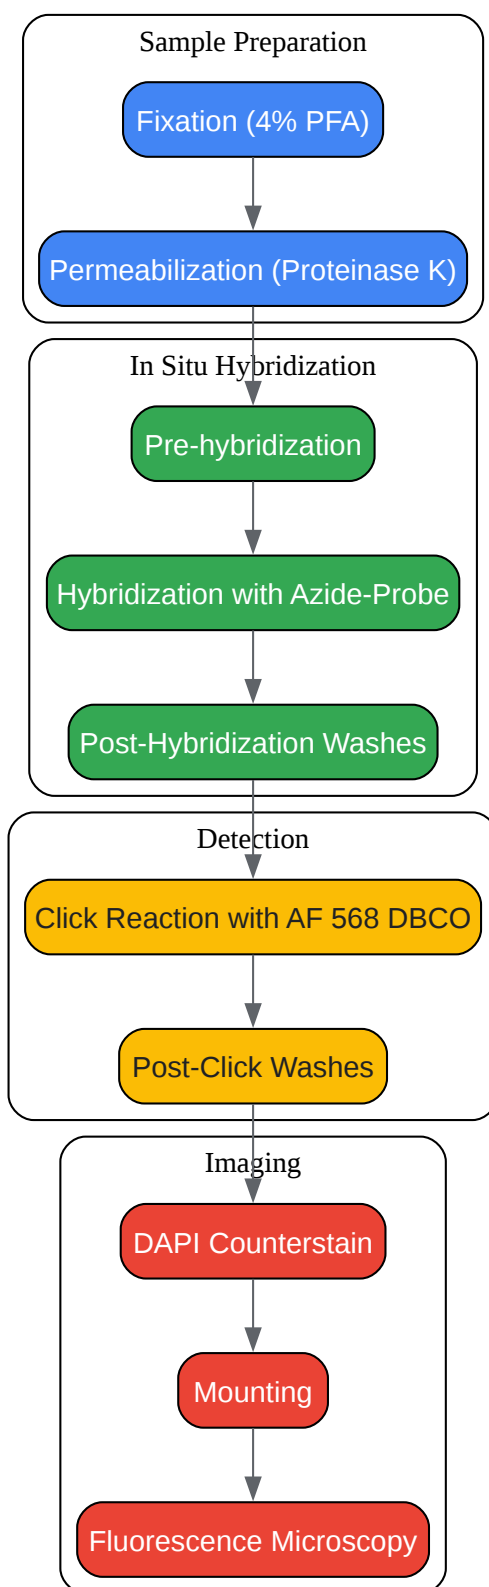 Sample Preparation
Fixation (4% PFA)
Permeabilization (Proteinase K)
In Situ Hybridization
Pre-hybridization
Hybridization with Azide-Probe
Post-Hybridization Washes
Detection
Click Reaction with AF 568 DBCO
Post-Click Washes
Imaging
DAPI Counterstain
Mounting
Fluorescence Microscopy